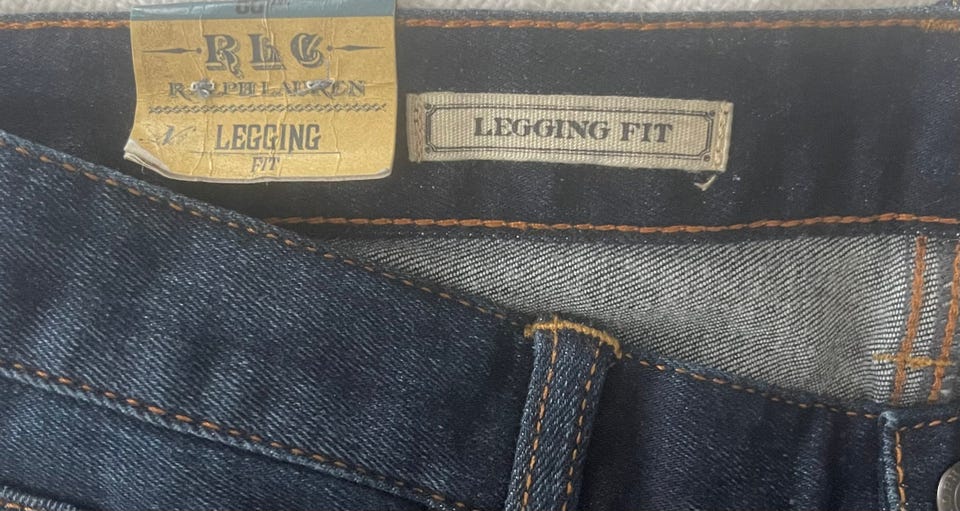 RLC
RALPH LAUREN
LEGGING
FIT
LEGGING FIT